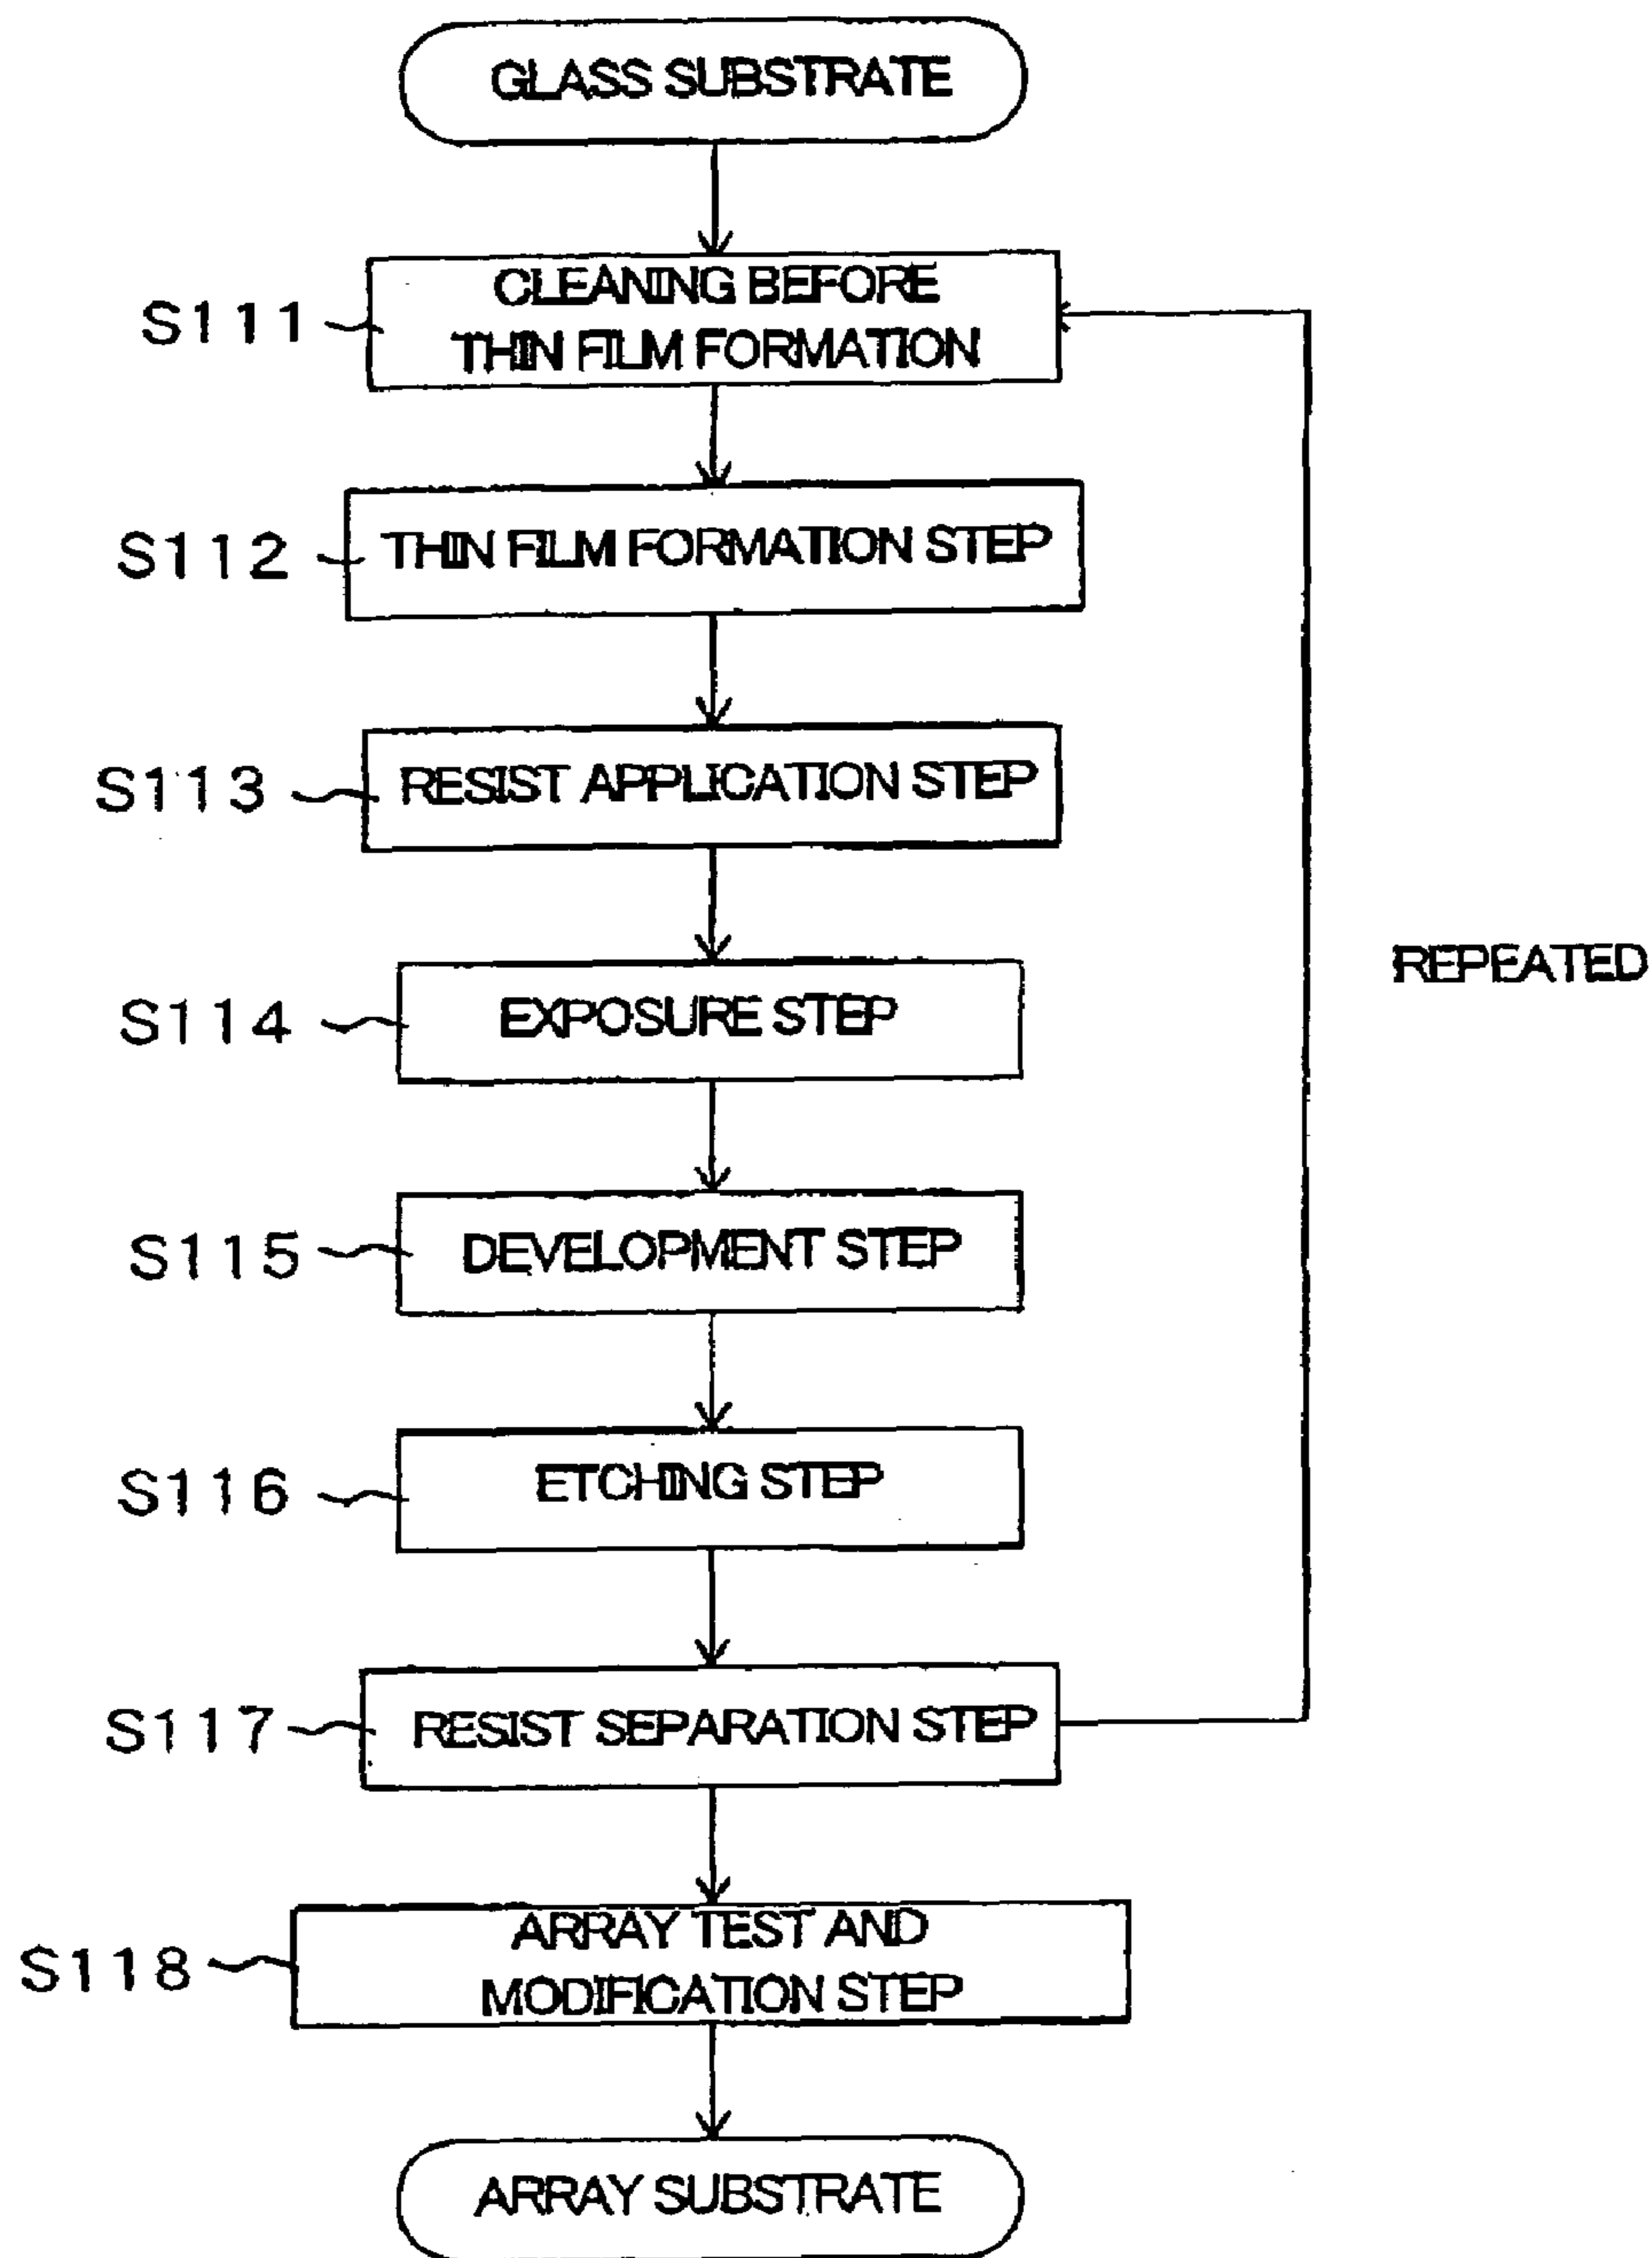 GLASS SUBSTRATE
S111
CLEANING BEFORE
THIN FILM FORMATION
S112
THIN FILM FORMATION STEP
S113
RESIST APPLICATION STEP
REPEATED
S114
EXPOSURE STEP
S115
DEVELOPMENT STEP
S116
ETCHING STEP
S117
RESIST SEPARATION STEP
S118
ARRAY TEST AND
MODIFICATION STEP
ARRAY SUBSTRATE